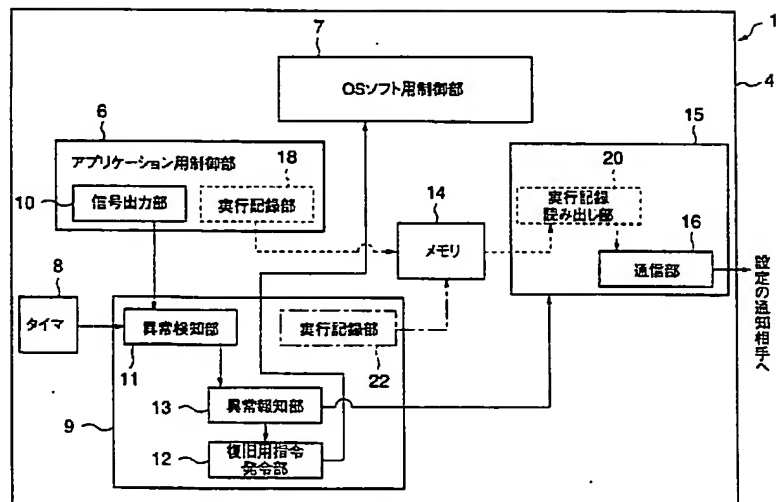 1
7
4
OSソフト用制御部
6
15
アプリケーション用制御部
18
20
10
信号出力部
実行記録部
14
実行記録
読み出し部
16
メモリ
通信部
8
タイマ
異常検知部
実行記録部
設定の通知相手へ
11
22
13
異常報知部
9
12
復旧用指令
発令部